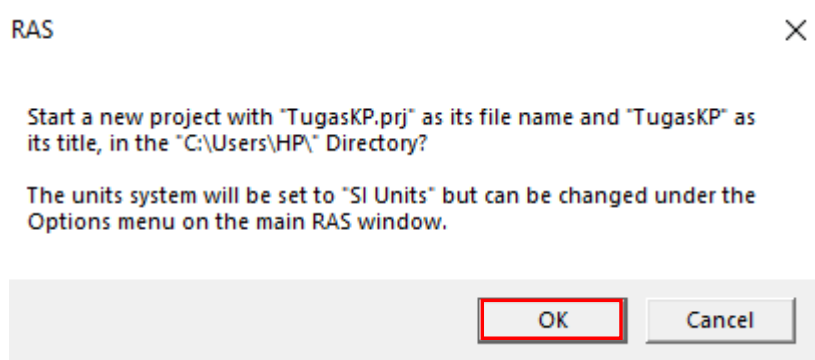 RAS
Start a new project with "TugasKP.prj" as its file name and "TugasKP" as
its title, in the "C:\Users\HP\" Directory?
The units system will be set to "SI Units" but can be changed under the
Options menu on the main RAS window.
OK
Cancel